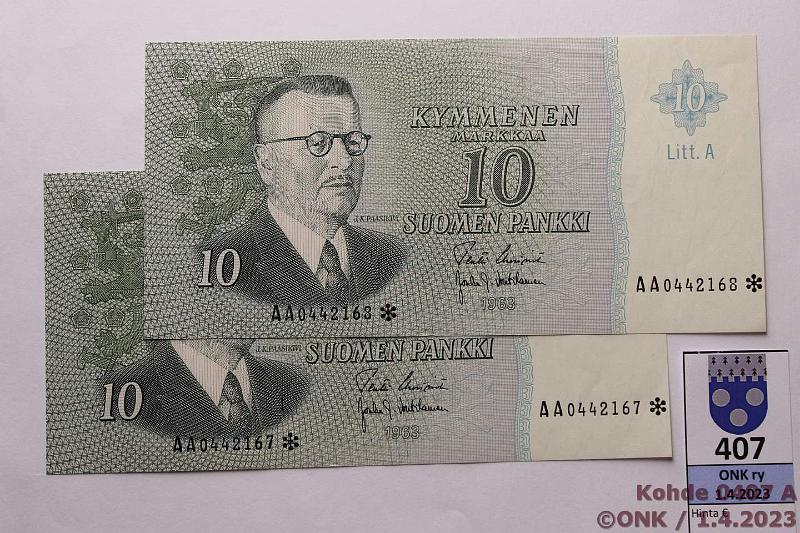 KYMMENEN
MARKKAA
10
SUOMEN PANKKI
J.K. PAASIKIVI
10
1963
AA0442168*
10
Litt. A
AA0442168*
J.K. PAASIKIVI
SUOMEN PANKKI
10
1963
AA0442167*
AA0442167*
407
ONK ry
1.4.2023
Hinta €
Kohde 0407 A
©ONK / 1.4.2023